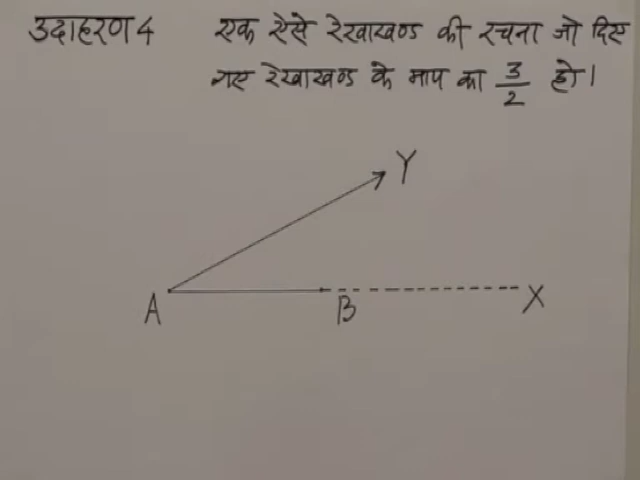 उदाहरण 4 एक ऐसे रेखाखण्ड की रचना जो दिए
गए रेखाखण्ड के माप का 3/2 हो।
Y
A B X